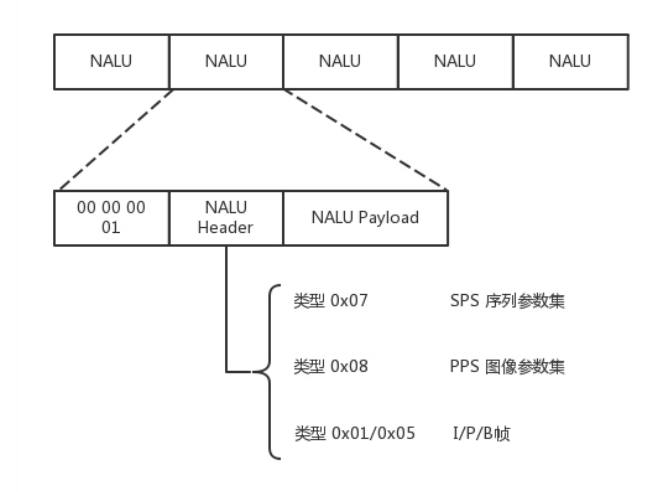 NALU NALU NALU NALU NALU
00 00 00
01
NALU
Header
NALU Payload
类型 0x07 SPS 序列参数集
类型 0x08 PPS 图像参数集
类型 0x01/0x05 I/P/B帧